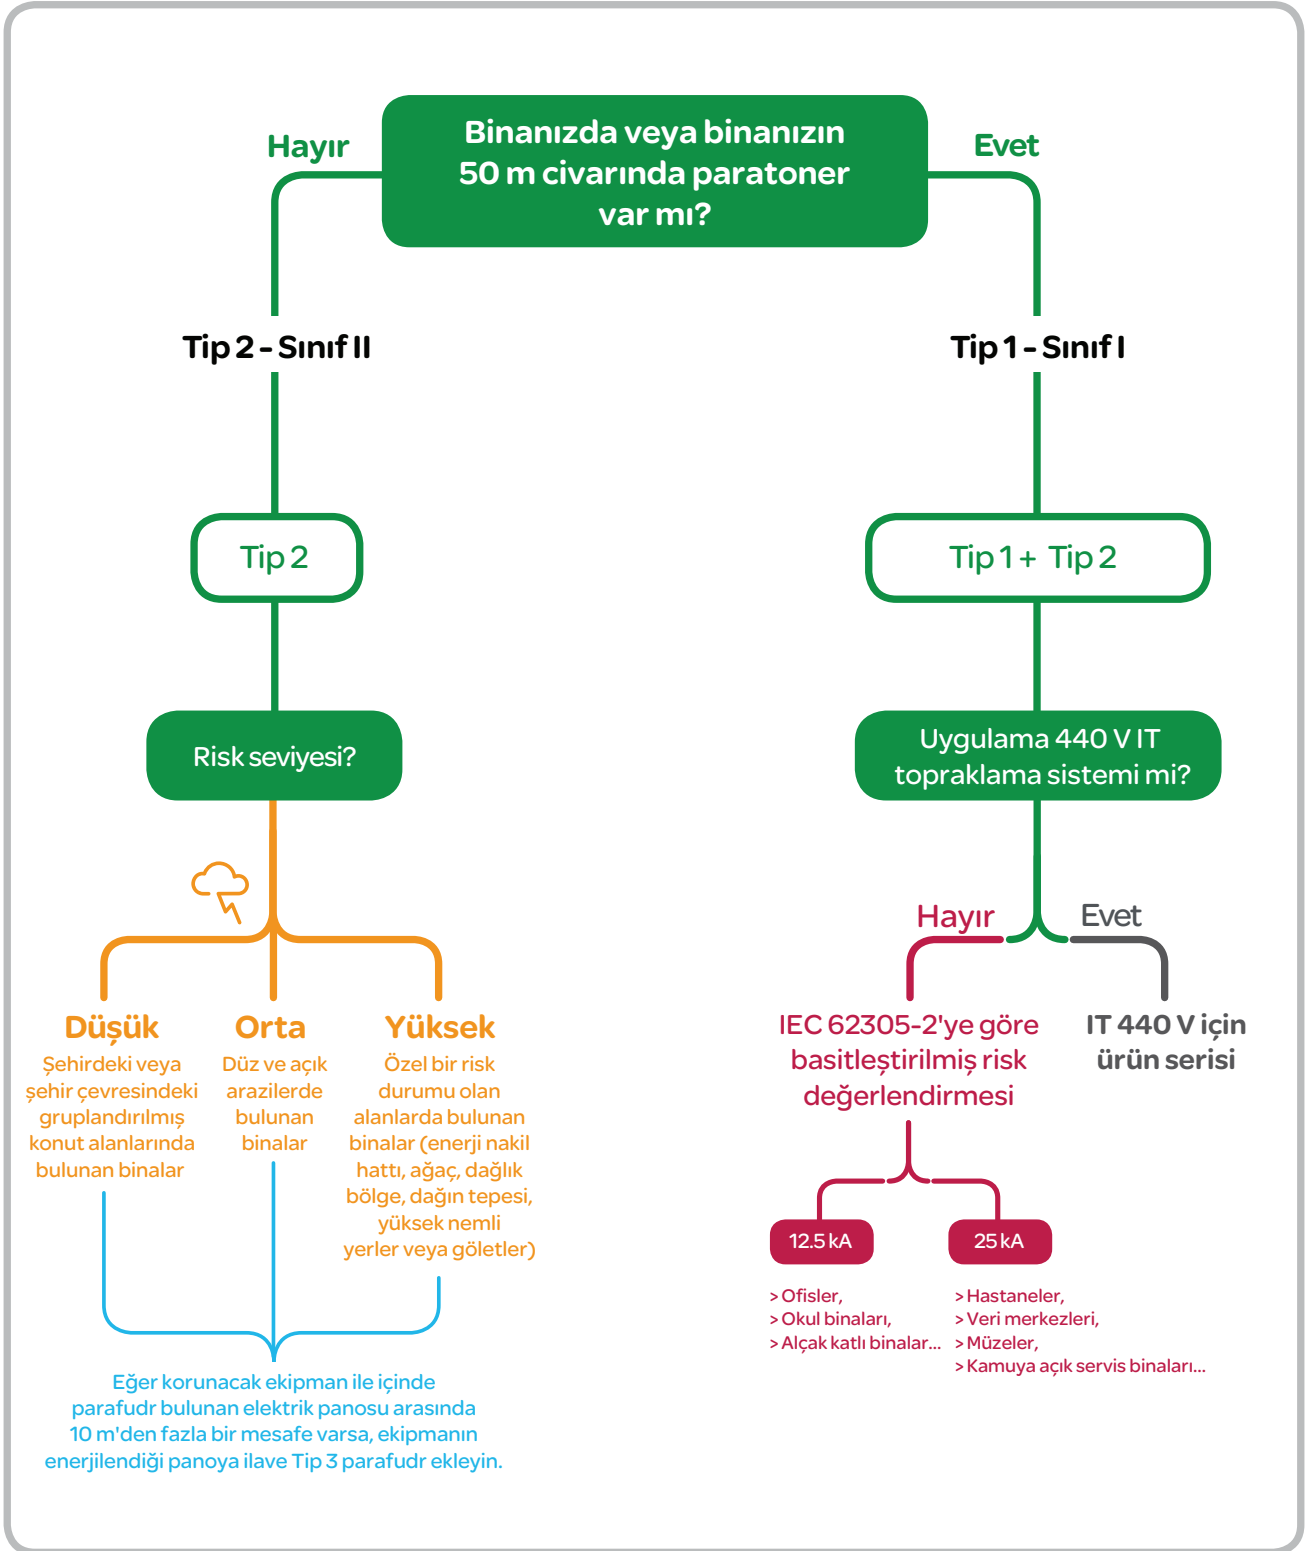 Binanızda veya binanızın
50 m civarında paratoner
var mı?
Hayır
Evet
Tip 2 - Sınıf II
Tip 1 - Sınıf I
Tip 2
Tip 1 + Tip 2
Risk seviyesi?
Uygulama 440 V IT
topraklama sistemi mi?
Hayır
Evet
Düşük
Şehirdeki veya
şehir çevresindeki
gruplandırılmış
konut alanlarında
bulunan binalar
Orta
Düz ve açık
arazilerde
bulunan
binalar
Yüksek
Özel bir risk
durumu olan
alanlarda bulunan
binalar (enerji nakil
hattı, ağaç, dağlık
bölge, dağın tepesi,
yüksek nemli
yerler veya göletler)
IEC 62305-2'ye göre
basitleştirilmiş risk
değerlendirmesi
IT 440 V için
ürün serisi
12.5 kA
25 kA
> Ofisler,
> Okul binaları,
> Alçak katlı binalar...
> Hastaneler,
> Veri merkezleri,
> Müzeler,
> Kamuya açık servis binaları...
Eğer korunacak ekipman ile içinde
parafudr bulunan elektrik panosu arasında
10 m'den fazla bir mesafe varsa, ekipmanın
enerjilendiği panoya ilave Tip 3 parafudr ekleyin.